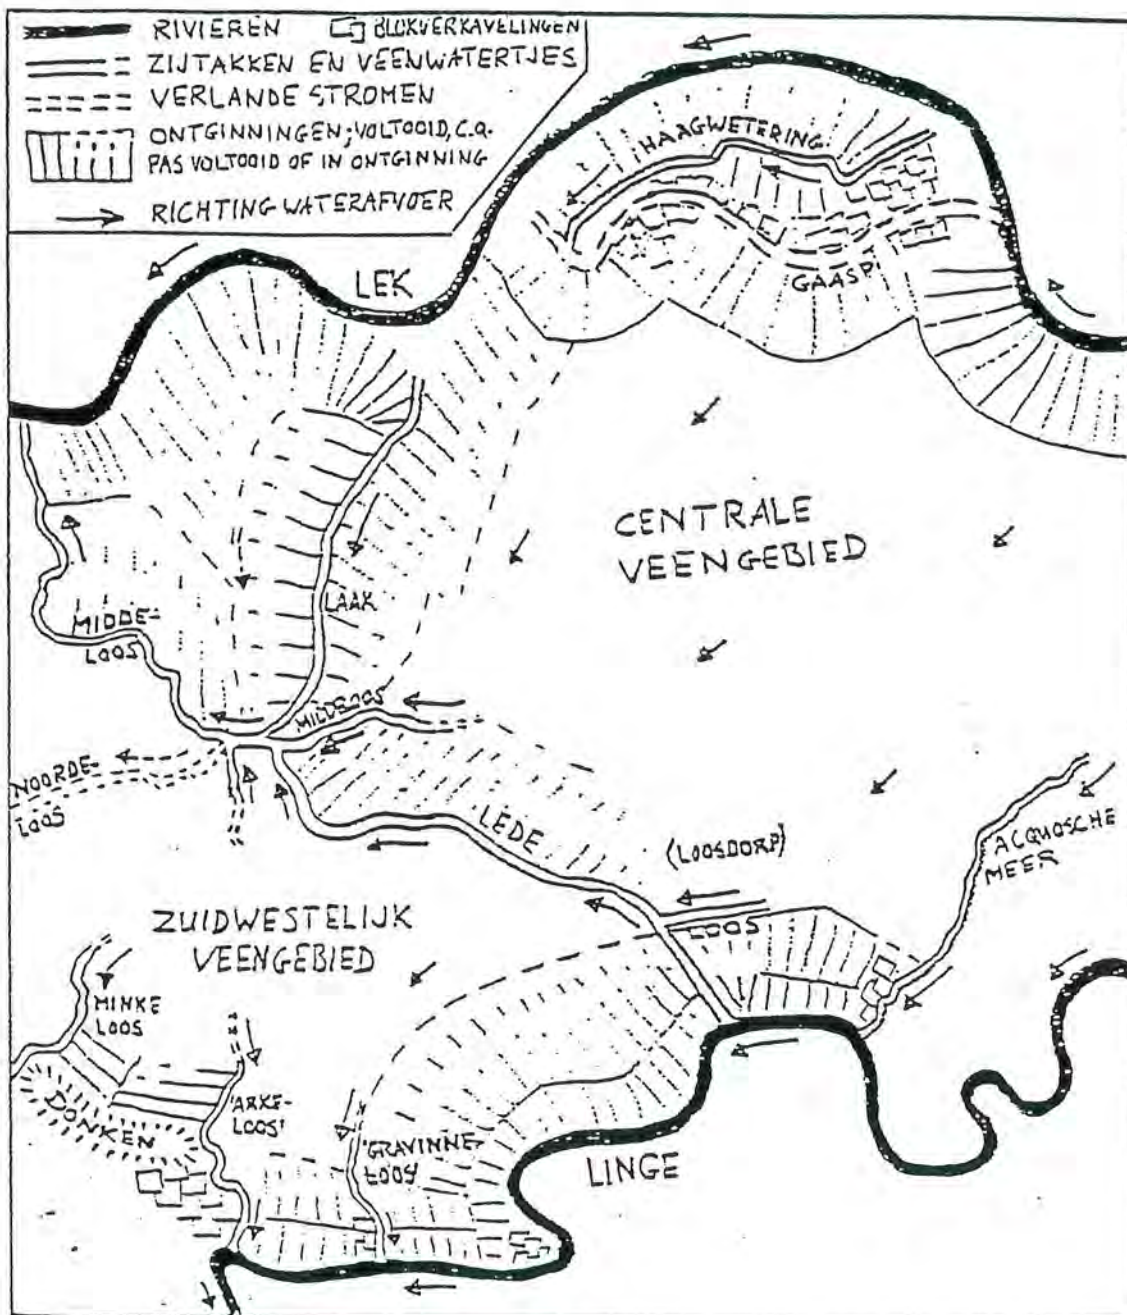 RIVIEREN
BLOKVERKAVELINGEN
ZIJTAKKEN EN VEENWATERTJES
VERLANDE STROMEN
ONTGINNINGEN; VOLTOOID, C.Q.
PAS VOLTOOID OF IN ONTGINNING
RICHTING WATERAFVOER
HAAGWETERING
LEK
GAASP
CENTRALE
VEENGEBIED
LAAK
MIDDE-
LOOS
MILDLOOS
NOORDE-
LOOS
LEDE
(LOOSDORP)
ACQUOSCHE
MEER
LOOS
ZUIDWESTELIJK
VEENGEBIED
MINKE
LOOS
DONKEN
'ARKE-
LOOS'
'GRAVINNE-
LOOS'
LINGE